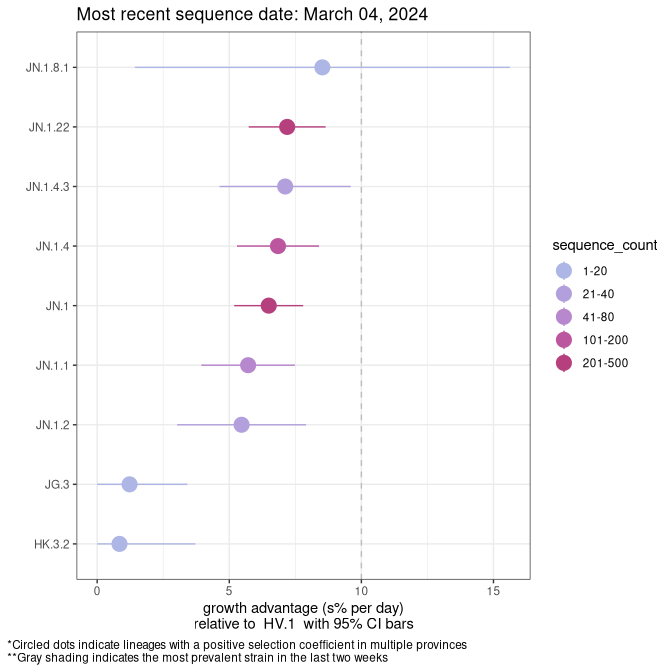 Most recent sequence date: March 04, 2024
JN.1.8.1
JN.1.22
JN.1.4.3
JN.1.4
JN.1
JN.1.1
JN.1.2
JG.3
HK.3.2
0 5 10 15
growth advantage (s% per day)
relative to HV.1 with 95% CI bars
sequence_count
1-20
21-40
41-80
101-200
201-500
*Circled dots indicate lineages with a positive selection coefficient in multiple provinces
**Gray shading indicates the most prevalent strain in the last two weeks